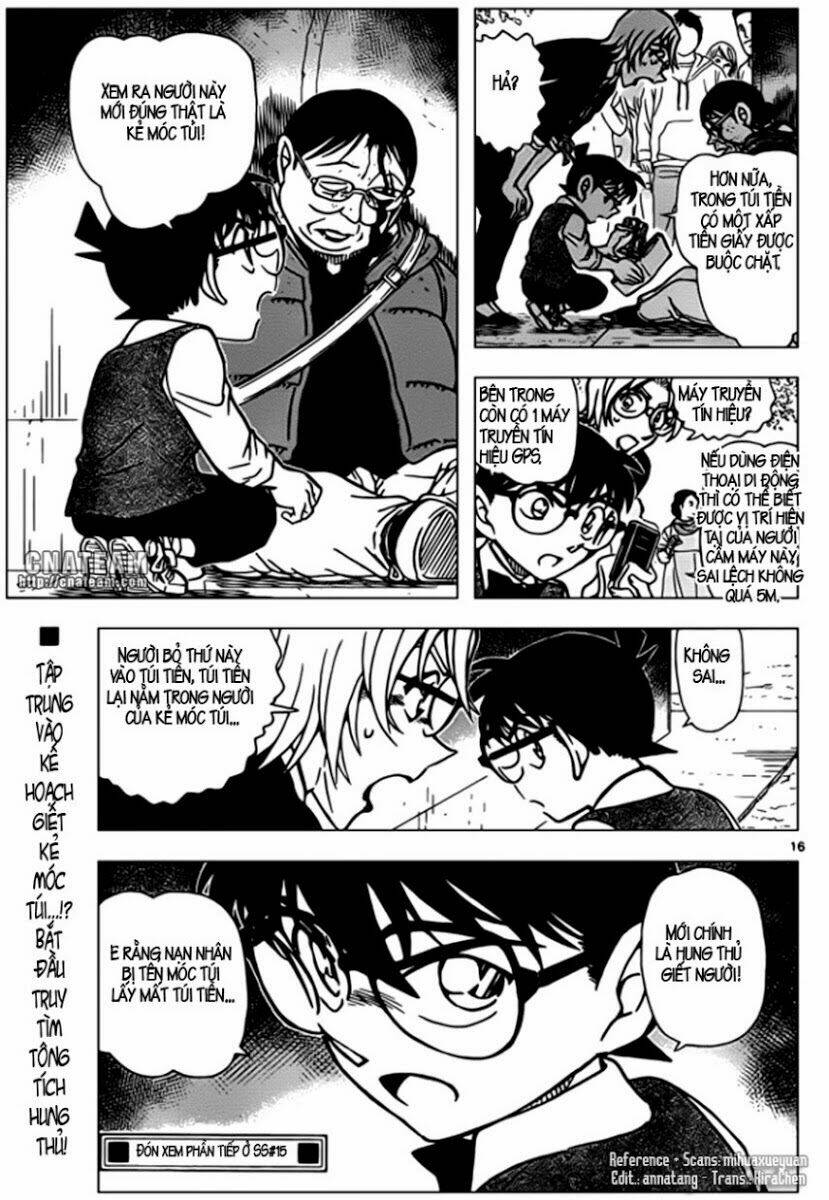 HẢ?
HƠN NỮA,
TRONG TÚI TIỀN
CÓ MỘT XẤP
TIỀN GIẤY ĐƯỢC
BUỘC CHẶT.
XEM RA NGƯỜI NÀY
MỚI ĐÚNG THẬT LÀ
KẺ MÓC TÚI!
CNATEAM
http://cnateam.com
BÊN TRONG
CÒN CÓ 1 MÁY
TRUYỀN TÍN
HIỆU GPS.
MÁY TRUYỀN
TÍN HIỆU?
NẾU DÙNG ĐIỆN
THOẠI DI ĐỘNG
THÌ CÓ THỂ BIẾT
ĐƯỢC VỊ TRÍ HIỆN
TẠI CỦA NGƯỜI
CẦM MÁY NÀY,
SAI LỆCH KHÔNG
QUÁ 5M.
NGƯỜI BỎ THỨ NÀY
VÀO TÚI TIỀN, TÚI TIỀN
LẠI NẰM TRONG NGƯỜI
CỦA KẺ MÓC TÚI...
KHÔNG
SAI...
16
E RẰNG NẠN NHÂN
BỊ TÊN MÓC TÚI
LẤY MẤT TÚI TIỀN...
MỚI CHÍNH
LÀ HUNG THỦ
GIẾT NGƯỜI!
TẬP
TRUNG
VÀO
KẾ
HOẠCH
GIẾT
KẺ
MÓC
TÚI...!?
BẮT
ĐẦU
TRUY
TÌM
TÔNG
TÍCH
HUNG
THỦ!
ĐÓN XEM PHẦN TIẾP Ở SS#15
Reference - Scans: mihuaxueyuan
Edit.: annatang - Trans.: HiraChen